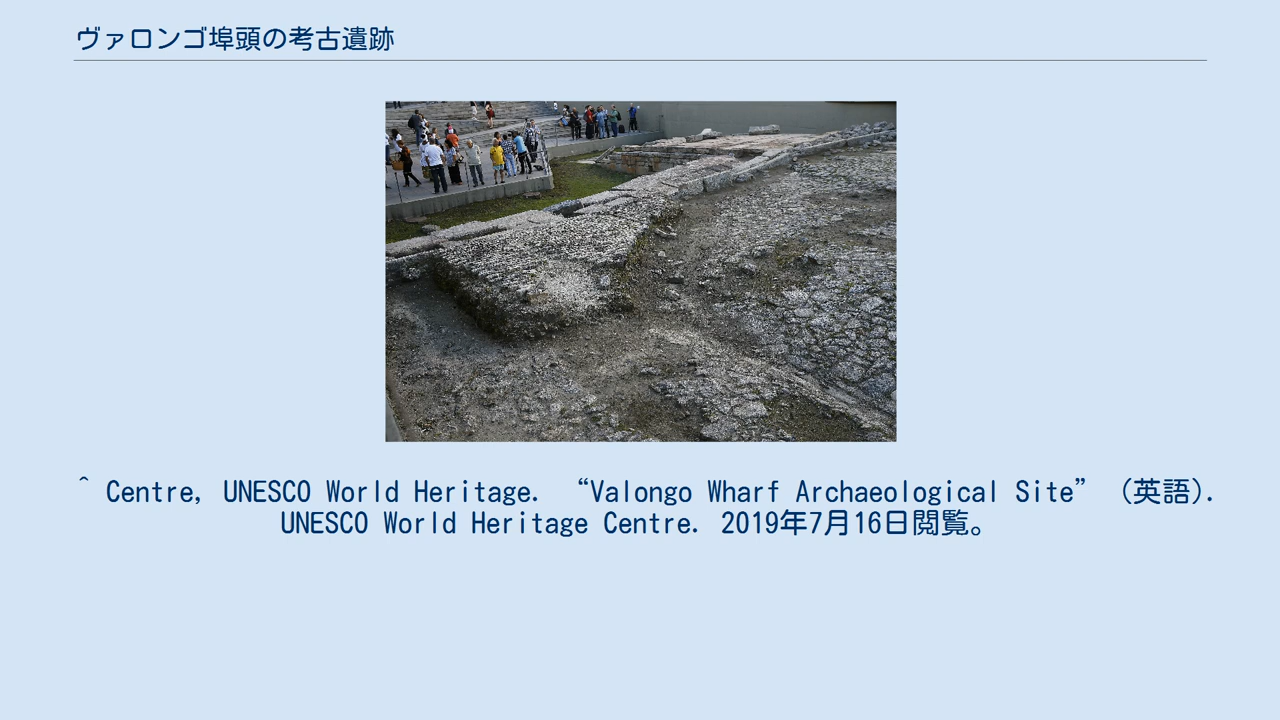 ヴァロンゴ埠頭の考古遺跡
^ Centre, UNESCO World Heritage. “Valongo Wharf Archaeological Site” (英語).
UNESCO World Heritage Centre. 2019年7月16日閲覧。